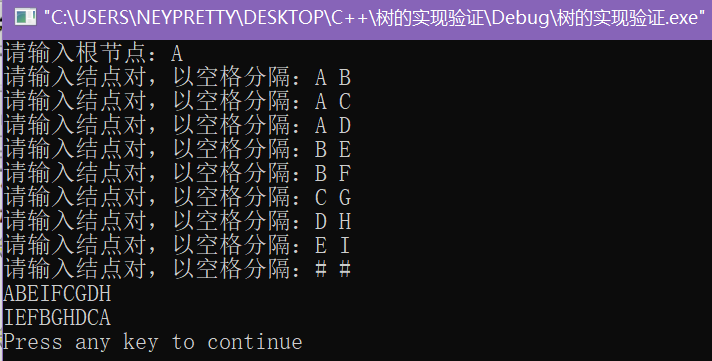 "C:\USERS\NEYPRETTY\DESKTOP\C++\树的实现验证\Debug\树的实现验证.exe"
请输入根节点：A
请输入结点对，以空格分隔：A B
请输入结点对，以空格分隔：A C
请输入结点对，以空格分隔：A D
请输入结点对，以空格分隔：B E
请输入结点对，以空格分隔：B F
请输入结点对，以空格分隔：C G
请输入结点对，以空格分隔：D H
请输入结点对，以空格分隔：E I
请输入结点对，以空格分隔：# #
ABEIFCGDH
IEFBGHDCA
Press any key to continue